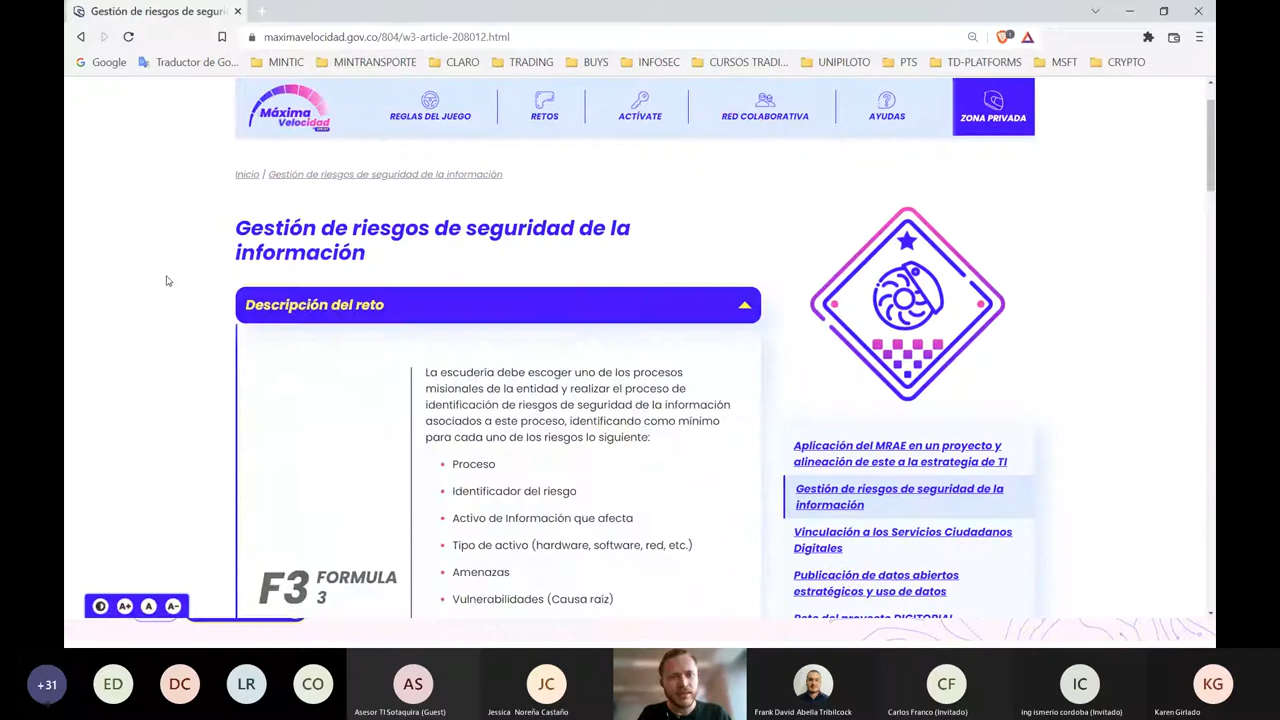 Gestión de riesgos de seguri
maximavelocidad.gov.co/804/w3-article-208012.html
Google
Traductor de Go...
MINTIC
MINTRANSPORTE
CLARO
TRADING
BUYS
INFOSEC
CURSOS TRADI...
UNIPILOTO
PTS
TD-PLATFORMS
MSFT
CRYPTO
Máxima
Velocidad
REGLAS DEL JUEGO
RETOS
ACTÍVATE
RED COLABORATIVA
AYUDAS
ZONA PRIVADA
Inicio / Gestión de riesgos de seguridad de la información
Gestión de riesgos de seguridad de la
información
Descripción del reto
La escudería debe escoger uno de los procesos
misionales de la entidad y realizar el proceso de
identificación de riesgos de seguridad de la información
asociados a este proceso, identificando como mínimo
para cada uno de los riesgos lo siguiente:
• Proceso
• Identificador del riesgo
• Activo de Información que afecta
• Tipo de activo (hardware, software, red, etc.)
• Amenazas
• Vulnerabilidades (Causa raiz)
F3 FORMULA
3
Aplicación del MRAE en un proyecto y
alineación de este a la estrategia de TI
Gestión de riesgos de seguridad de la
información
Vinculación a los Servicios Ciudadanos
Digitales
Publicación de datos abiertos
estratégicos y uso de datos
Reto del proyecto DIGITORIAL
A+
A
A-
+31
ED
DC
LR
CO
AS
Asesor TI Sotaquira (Guest)
JC
Jessica Noreña Castaño
Frank David Abella Tribilcock
CF
Carlos Franco (Invitado)
IC
ing ismerio cordoba (Invitado)
KG
Karen Girlado